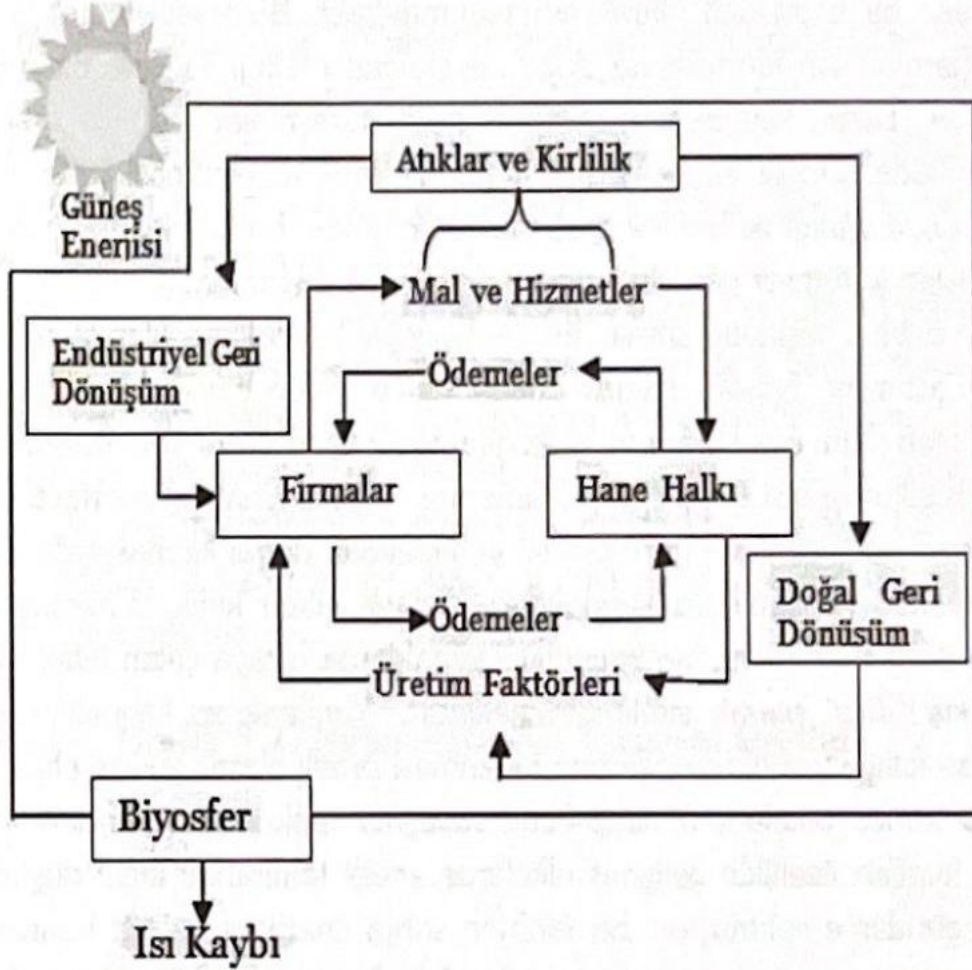 Atıklar ve Kirlilik
Güneş
Enerjisi
Mal ve Hizmetler
Endüstriyel Geri
Dönüşüm
Ödemeler
Firmalar
Hane Halkı
Doğal Geri
Dönüsüm
Ödemeler
Üretim Faktörleri
Biyosfer
Isı Kaybı